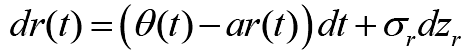 dr(t) = (θ(t) − ar(t))dt + σ_r dz_r